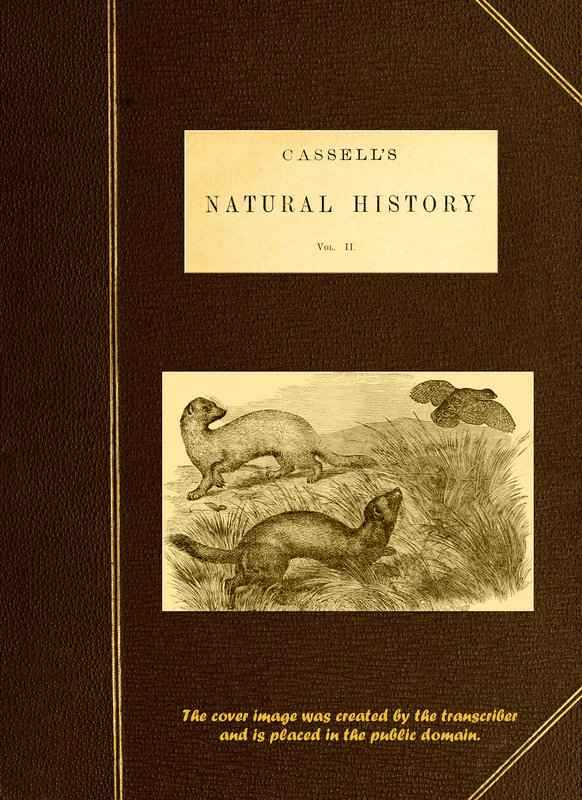 CASSELL'S
NATURAL HISTORY
Vol. II.
The cover image was created by the transcriber
and is placed in the public domain.